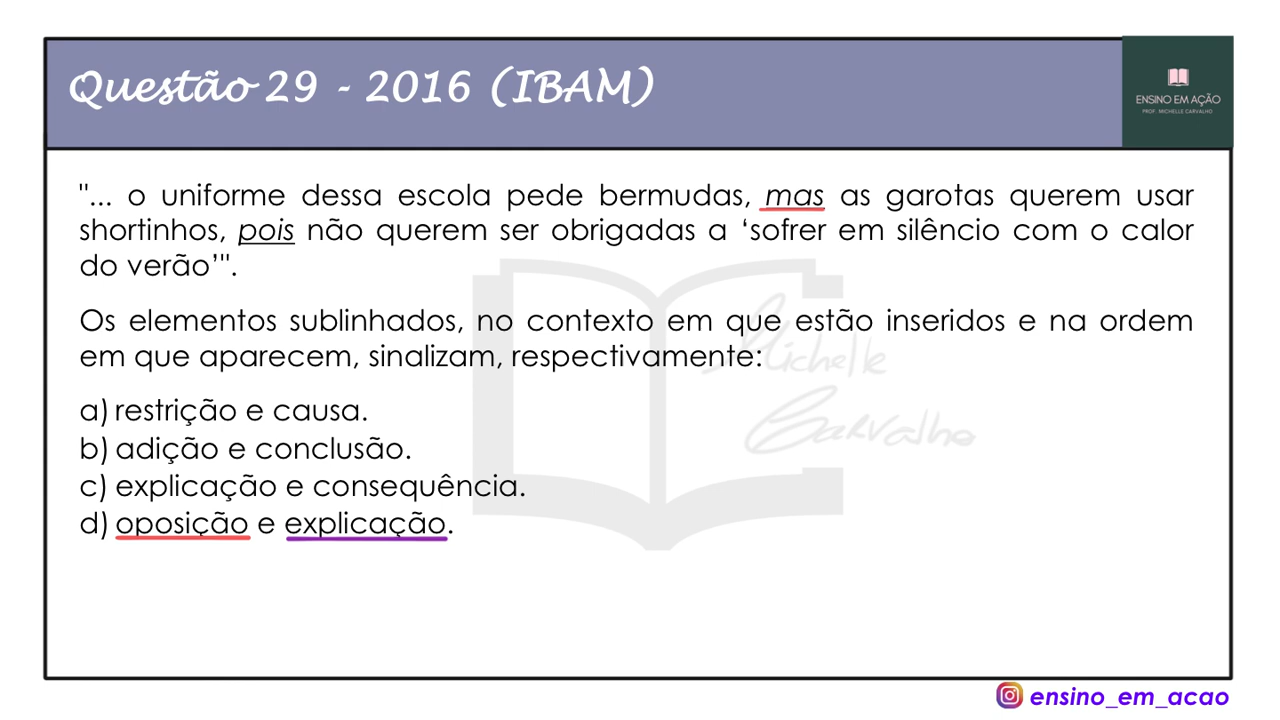 Questão 29 - 2016 (IBAM)
ENSINO EM AÇÃO
PROF. MICHELLE CARVALHO
"... o uniforme dessa escola pede bermudas, mas as garotas querem usar
shortinhos, pois não querem ser obrigadas a ‘sofrer em silêncio com o calor
do verão’".
Os elementos sublinhados, no contexto em que estão inseridos e na ordem
em que aparecem, sinalizam, respectivamente:
Michelle
Carvalho
a) restrição e causa.
b) adição e conclusão.
c) explicação e consequência.
d) oposição e explicação.
ensino_em_acao